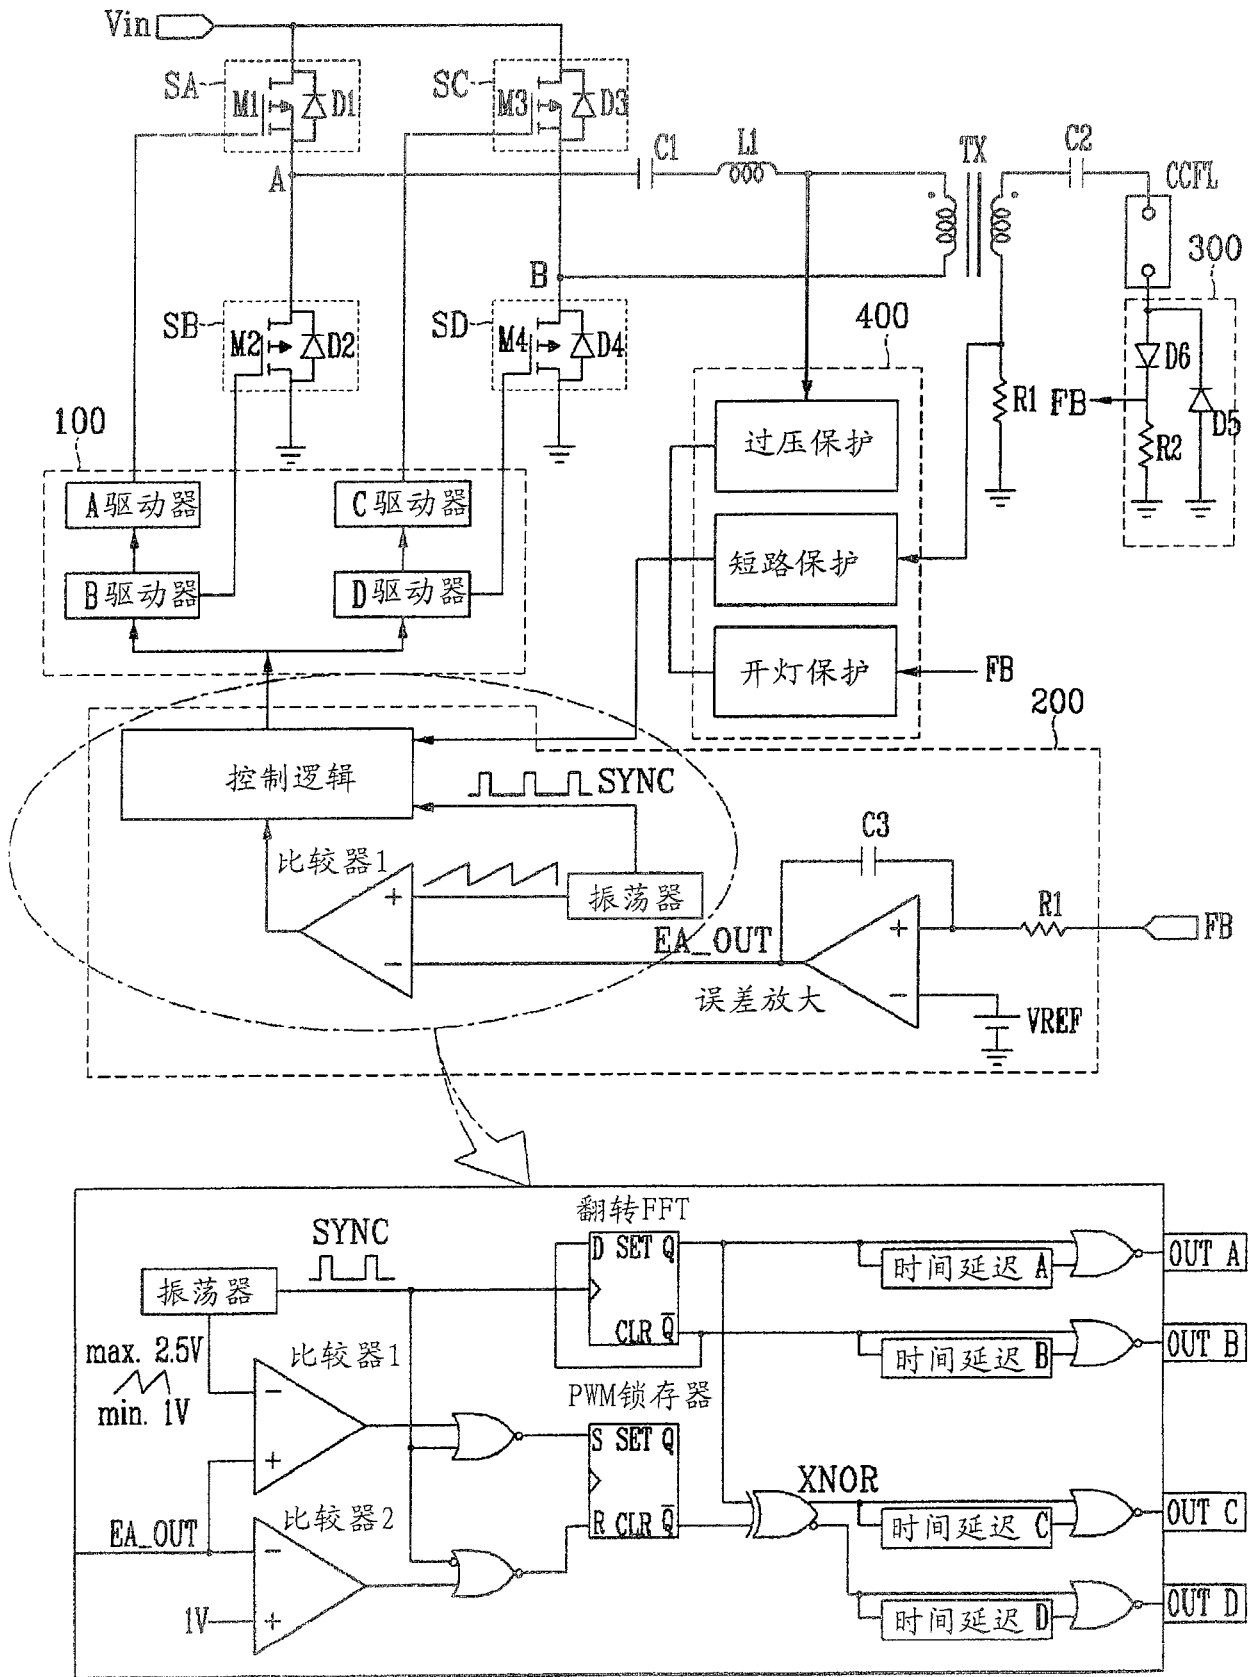 Vin
SA
M1
D1
SC
M3
D3
A
C1
L1
TX
C2
CCFL
B
300
SB
M2
D2
SD
M4
D4
400
D6
R1
FB
D5
R2
100
过压保护
A 驱动器
C 驱动器
短路保护
B 驱动器
D 驱动器
开灯保护
FB
200
控制逻辑
SYNC
C3
比较器1
+
振荡器
R1
EA_OUT
+
FB
−
误差放大
−
VREF
翻转FFT
SYNC
D SET Q
OUT A
时间延迟 A
振荡器
CLR Q̅
OUT B
max. 2.5V
比较器1
时间延迟 B
−
PWM锁存器
min. 1V
S SET Q
+
XNOR
OUT C
比较器2
R CLR Q̅
时间延迟 C
EA_OUT
−
OUT D
1V
+
时间延迟 D